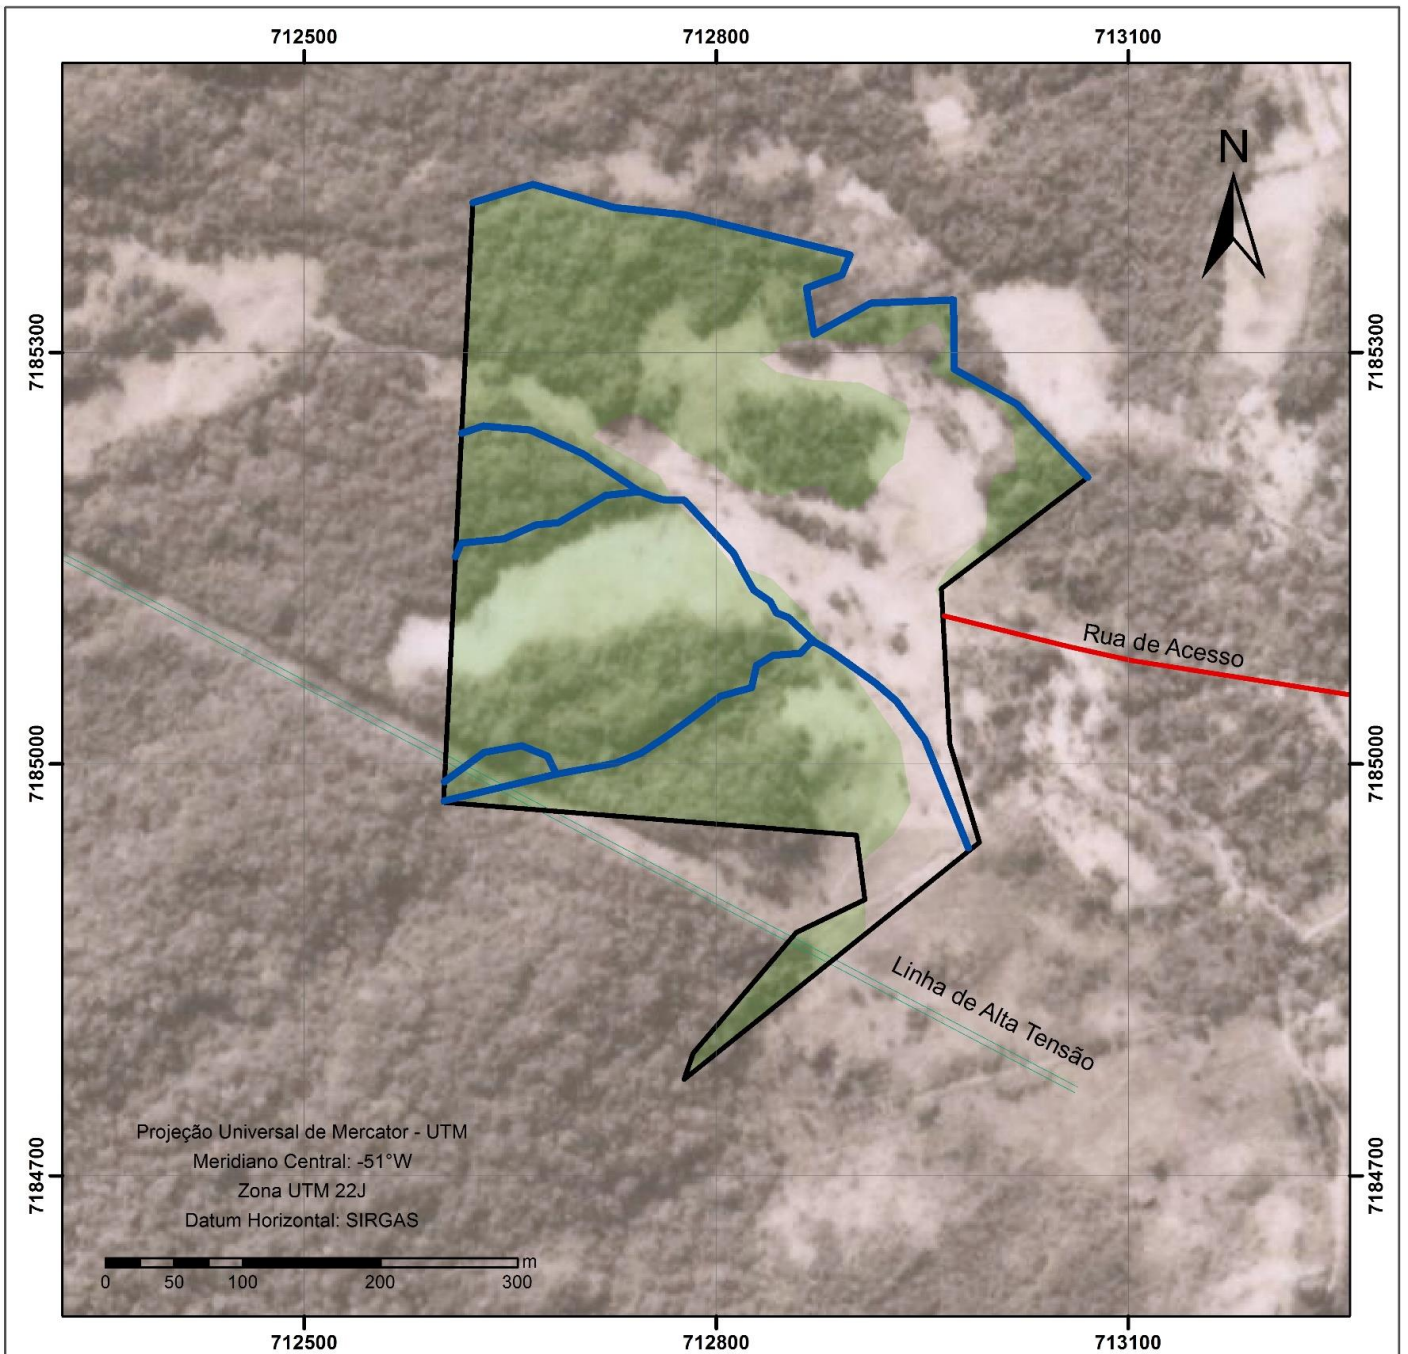 712500 712800 713100
N
7185300 7185300
Rua de Acesso
7185000 7185000
Linha de Alta Tensão
Projeção Universal de Mercator - UTM
Meridiano Central: -51°W
Zona UTM 22J
Datum Horizontal: SIRGAS
7184700 7184700
m
0 50 100 200 300
712500 712800 713100